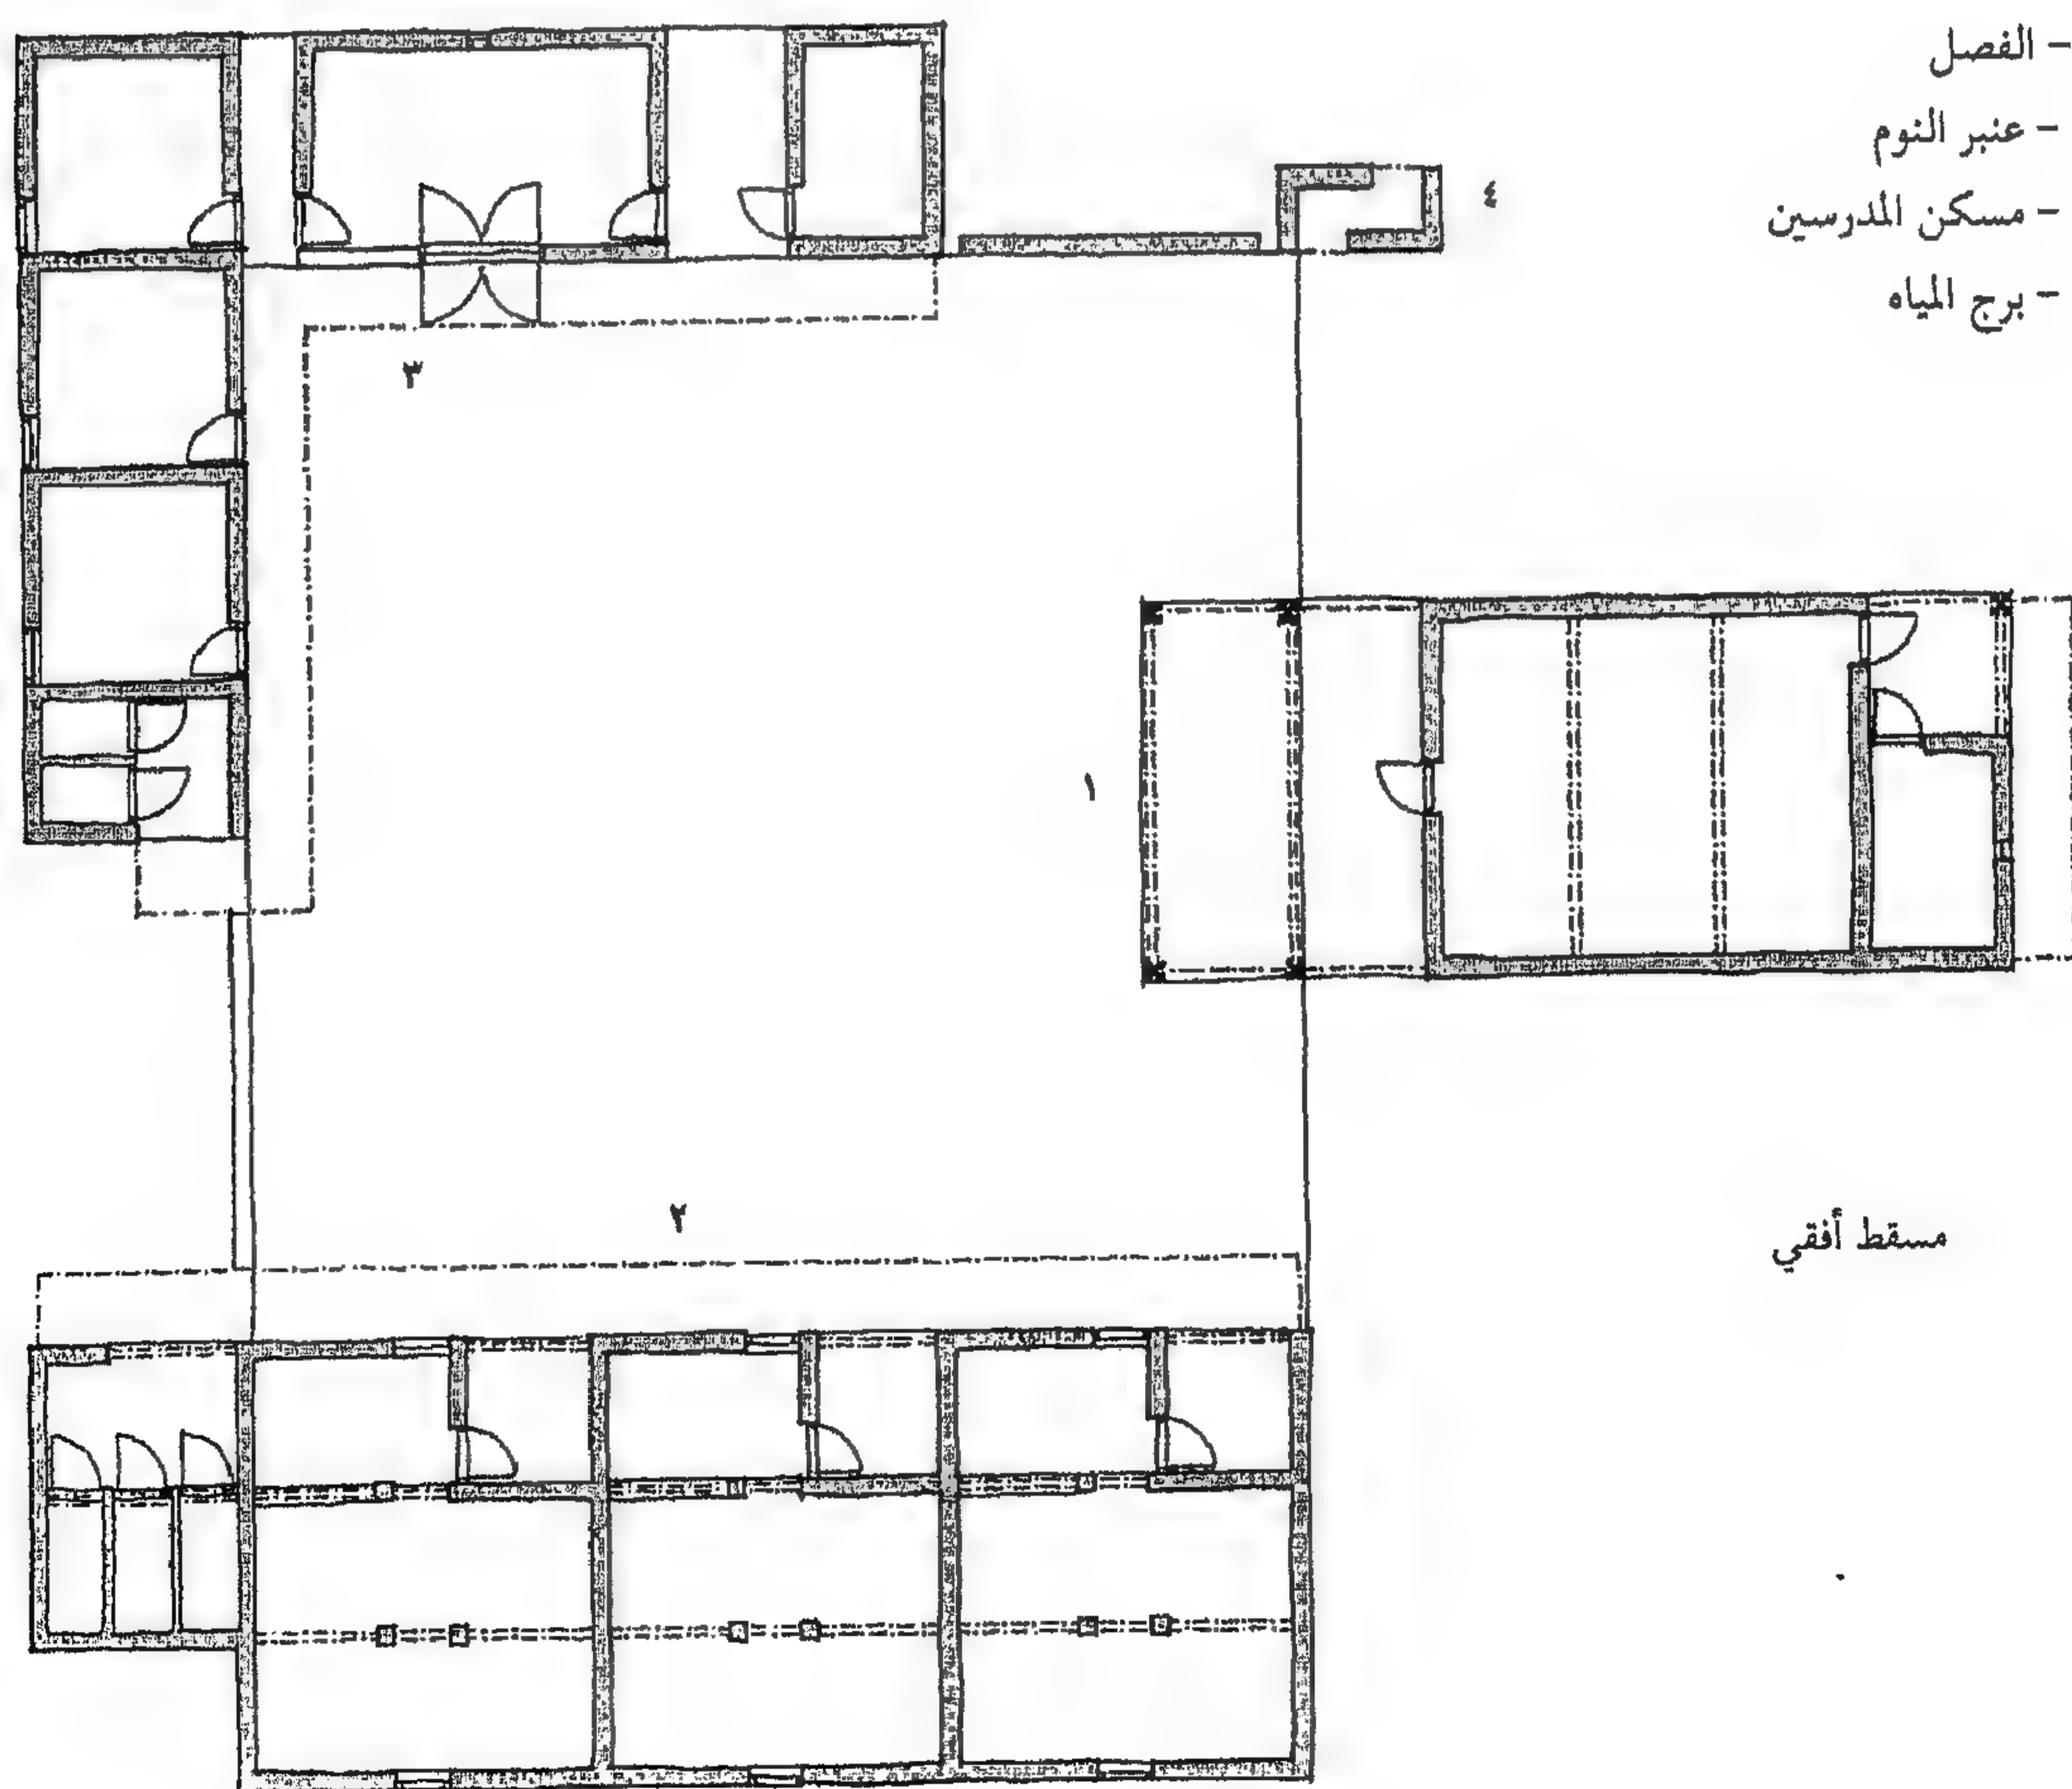 - الفصل
- عنبر النوم
- مسكن المدرسين
- برج المياه
٤
٣
١
٢
مسقط أفقي